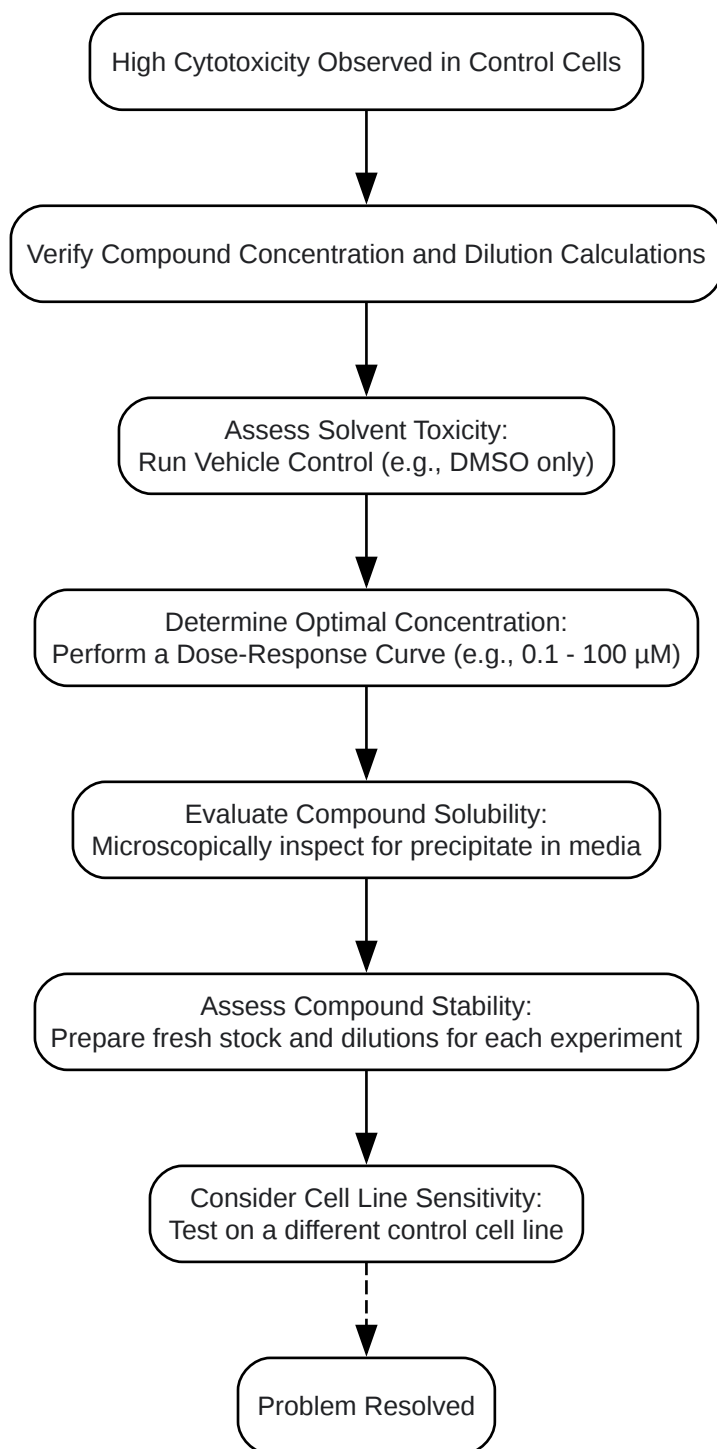 High Cytotoxicity Observed in Control Cells
Verify Compound Concentration and Dilution Calculations
Assess Solvent Toxicity:
Run Vehicle Control (e.g., DMSO only)
Determine Optimal Concentration:
Perform a Dose-Response Curve (e.g., 0.1 - 100 µM)
Evaluate Compound Solubility:
Microscopically inspect for precipitate in media
Assess Compound Stability:
Prepare fresh stock and dilutions for each experiment
Consider Cell Line Sensitivity:
Test on a different control cell line
Problem Resolved